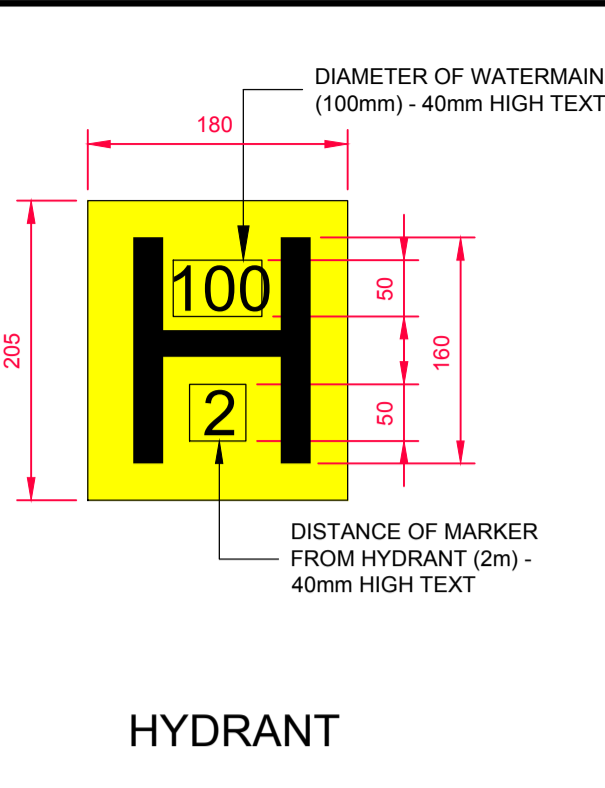 DIAMETER OF WATERMAIN
(100mm) - 40mm HIGH TEXT
180
H
100
50
205
160
2
50
DISTANCE OF MARKER
FROM HYDRANT (2m) -
40mm HIGH TEXT
HYDRANT